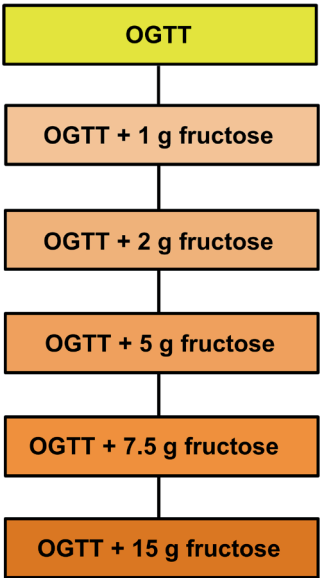 OGTT
OGTT + 1 g fructose
OGTT + 2 g fructose
OGTT + 5 g fructose
OGTT + 7.5 g fructose
OGTT + 15 g fructose